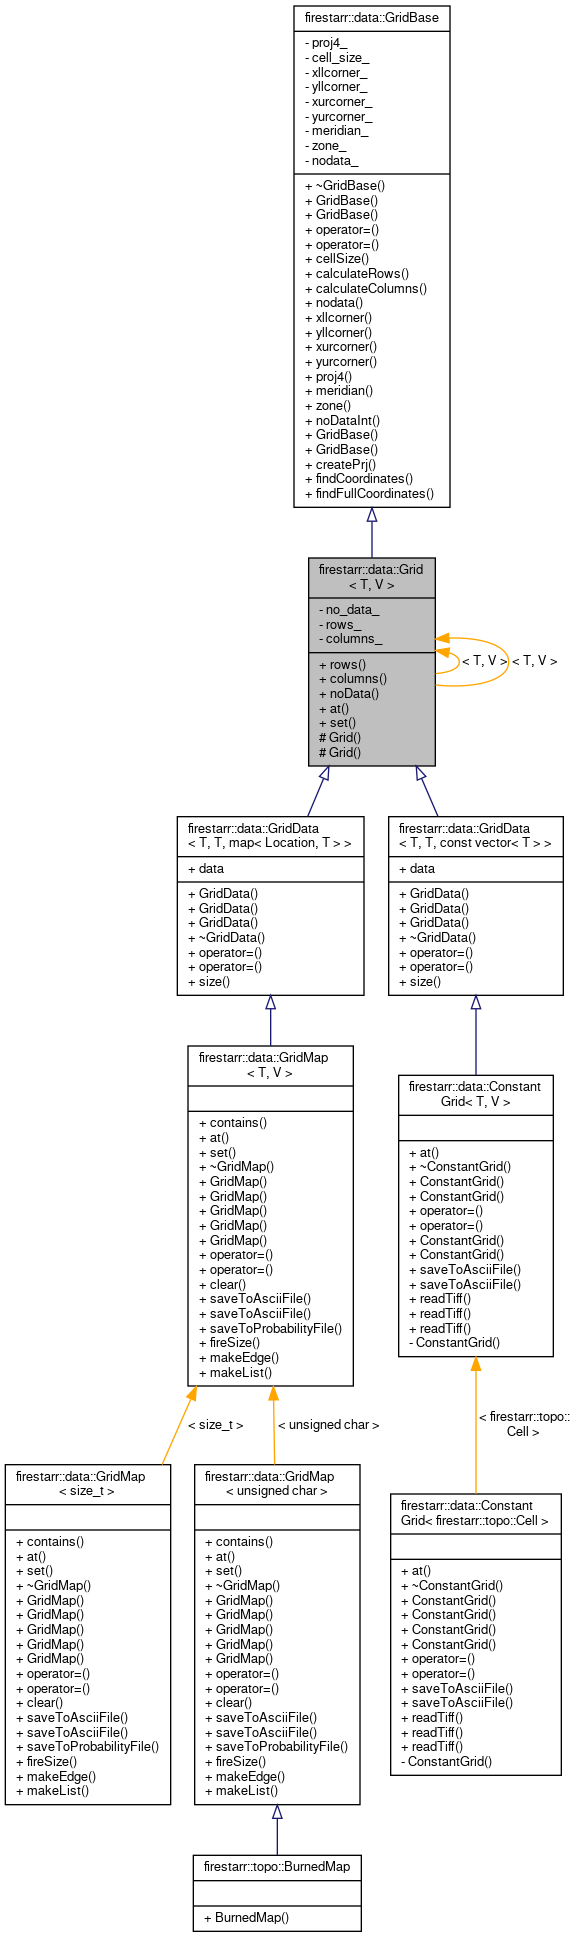 firestarr::data::GridBase
- proj4_
- cell_size_
- xllcorner_
- yllcorner_
- xurcorner_
- yurcorner_
- meridian_
- zone_
- nodata_
+ ~GridBase()
+ GridBase()
+ GridBase()
+ operator=()
+ operator=()
+ cellSize()
+ calculateRows()
+ calculateColumns()
+ nodata()
+ xllcorner()
+ yllcorner()
+ xurcorner()
+ yurcorner()
+ proj4()
+ meridian()
+ zone()
+ noDataInt()
+ GridBase()
+ GridBase()
+ createPrj()
+ findCoordinates()
+ findFullCoordinates()
firestarr::data::Grid
< T, V >
- no_data_
- rows_
- columns_
+ rows()
+ columns()
+ noData()
+ at()
+ set()
# Grid()
# Grid()
< T, V >
< T, V >
firestarr::data::GridData
< T, T, map< Location, T > >
+ data
+ GridData()
+ GridData()
+ GridData()
+ ~GridData()
+ operator=()
+ operator=()
+ size()
firestarr::data::GridData
< T, T, const vector< T > >
+ data
+ GridData()
+ GridData()
+ GridData()
+ ~GridData()
+ operator=()
+ operator=()
+ size()
firestarr::data::GridMap
< T, V >
+ contains()
+ at()
+ set()
+ ~GridMap()
+ GridMap()
+ GridMap()
+ GridMap()
+ GridMap()
+ GridMap()
+ operator=()
+ operator=()
+ clear()
+ saveToAsciiFile()
+ saveToAsciiFile()
+ saveToProbabilityFile()
+ fireSize()
+ makeEdge()
+ makeList()
firestarr::data::Constant
Grid< T, V >
+ at()
+ ~ConstantGrid()
+ ConstantGrid()
+ ConstantGrid()
+ operator=()
+ operator=()
+ ConstantGrid()
+ ConstantGrid()
+ saveToAsciiFile()
+ saveToAsciiFile()
+ readTiff()
+ readTiff()
+ readTiff()
- ConstantGrid()
< size_t >
< unsigned char >
< firestarr::topo::
Cell >
firestarr::data::GridMap
< size_t >
+ contains()
+ at()
+ set()
+ ~GridMap()
+ GridMap()
+ GridMap()
+ GridMap()
+ GridMap()
+ GridMap()
+ operator=()
+ operator=()
+ clear()
+ saveToAsciiFile()
+ saveToAsciiFile()
+ saveToProbabilityFile()
+ fireSize()
+ makeEdge()
+ makeList()
firestarr::data::GridMap
< unsigned char >
+ contains()
+ at()
+ set()
+ ~GridMap()
+ GridMap()
+ GridMap()
+ GridMap()
+ GridMap()
+ GridMap()
+ operator=()
+ operator=()
+ clear()
+ saveToAsciiFile()
+ saveToAsciiFile()
+ saveToProbabilityFile()
+ fireSize()
+ makeEdge()
+ makeList()
firestarr::data::Constant
Grid< firestarr::topo::Cell >
+ at()
+ ~ConstantGrid()
+ ConstantGrid()
+ ConstantGrid()
+ ConstantGrid()
+ ConstantGrid()
+ operator=()
+ operator=()
+ saveToAsciiFile()
+ saveToAsciiFile()
+ readTiff()
+ readTiff()
+ readTiff()
- ConstantGrid()
firestarr::topo::BurnedMap
+ BurnedMap()